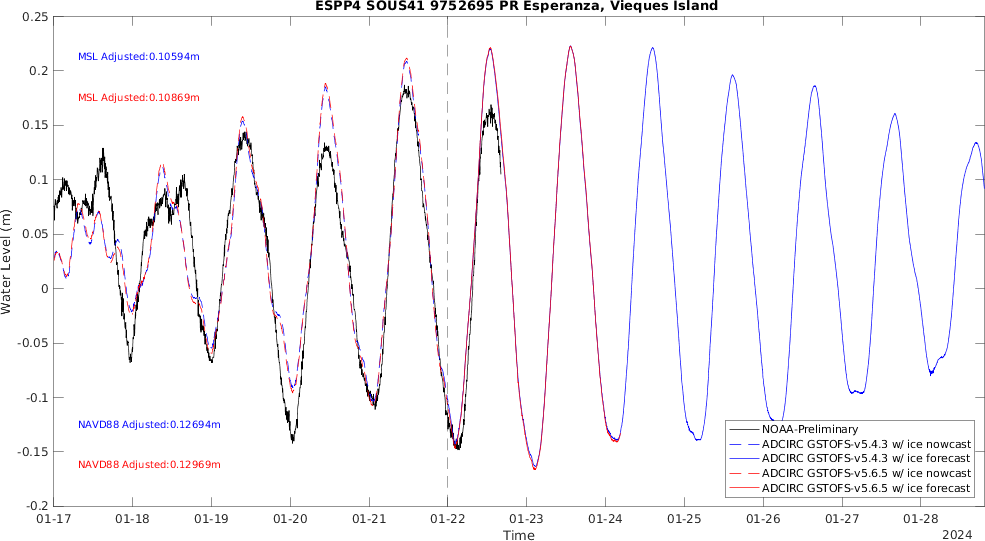 ESPP4 SOUS41 9752695 PR Esperanza, Vieques Island
0.25
0.2
0.15
0.1
0.05
0
-0.05
-0.1
-0.15
-0.2
Water Level (m)
MSL Adjusted:0.10594m
MSL Adjusted:0.10869m
NAVD88 Adjusted:0.12694m
NAVD88 Adjusted:0.12969m
NOAA-Preliminary
ADCIRC GSTOFS-v5.4.3 w/ ice nowcast
ADCIRC GSTOFS-v5.4.3 w/ ice forecast
ADCIRC GSTOFS-v5.6.5 w/ ice nowcast
ADCIRC GSTOFS-v5.6.5 w/ ice forecast
01-17 01-18 01-19 01-20 01-21 01-22 01-23 01-24 01-25 01-26 01-27 01-28
Time
2024